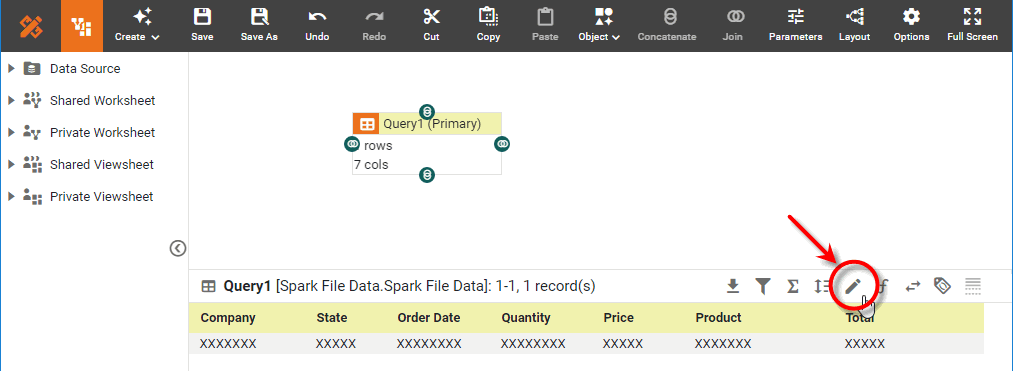 Create Save Save As Undo Redo Cut Copy Paste Object Concatenate Join Parameters Layout Options Full Screen
Data Source
Shared Worksheet
Private Worksheet
Shared Viewsheet
Private Viewsheet
Query1 (Primary)
rows
7 cols
Query1 [Spark File Data.Spark File Data]: 1-1, 1 record(s)
Company State Order Date Quantity Price Product Total
XXXXXXX XXXXX XXXXXXXX XXXXXXXX XXXXX XXXXXXX XXXXX